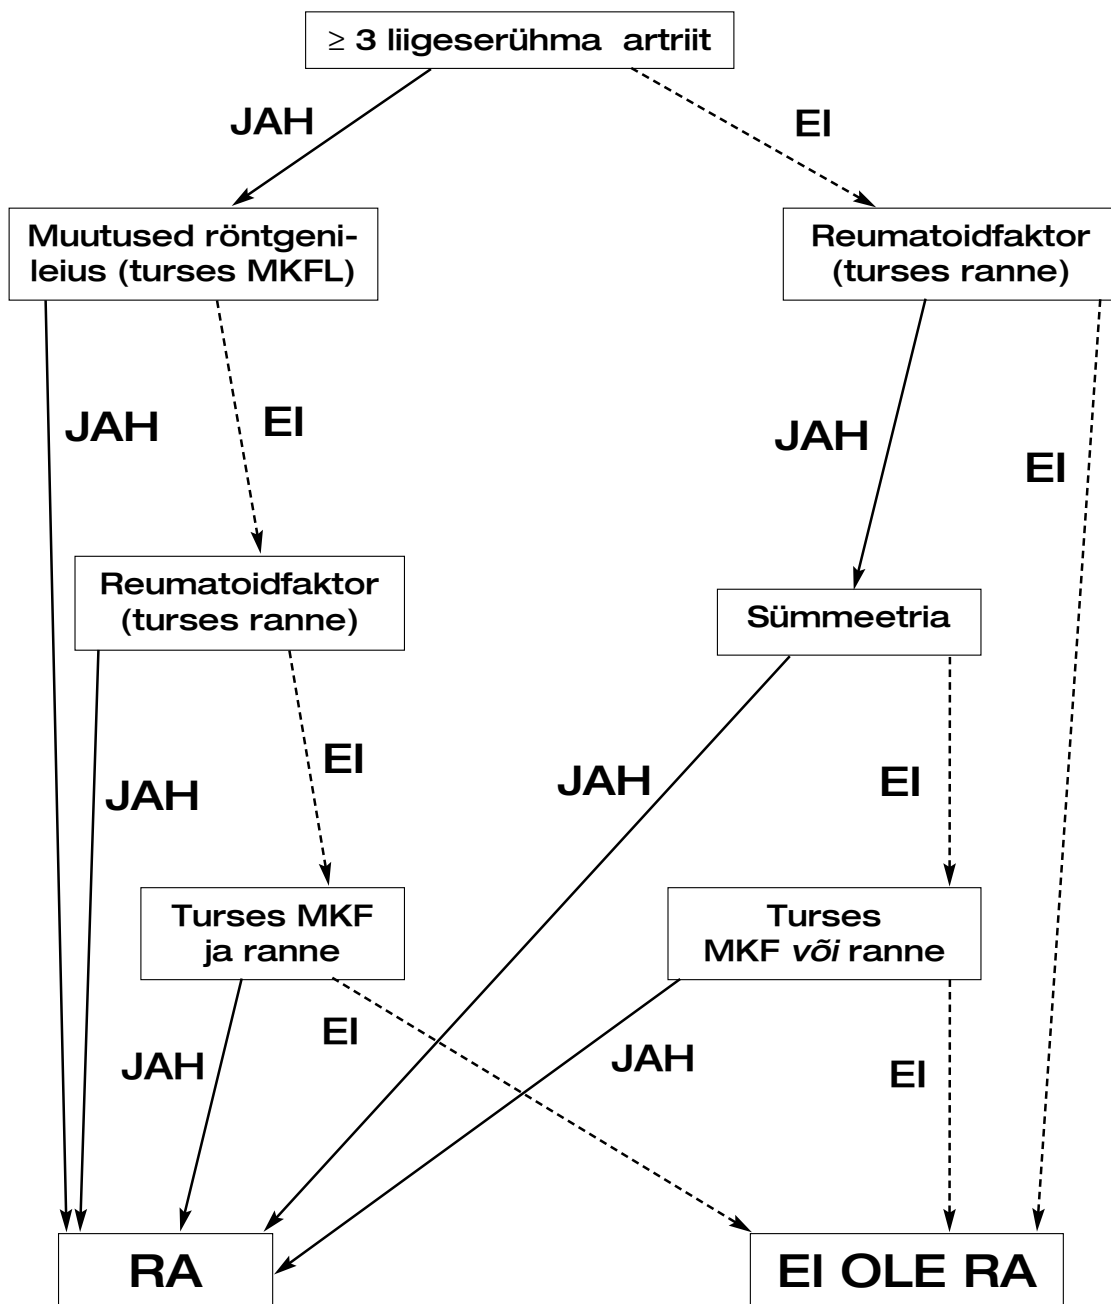 ≥ 3 liigeserühma artriit
JAH
EI
Muutused röntgeni-
leius (turses MKFL)
Reumatoidfaktor
(turses ranne)
JAH
EI
JAH
EI
Reumatoidfaktor
(turses ranne)
Sümmeetria
JAH
EI
JAH
EI
Turses MKF
ja ranne
Turses
MKF või ranne
JAH
EI
JAH
EI
RA
EI OLE RA